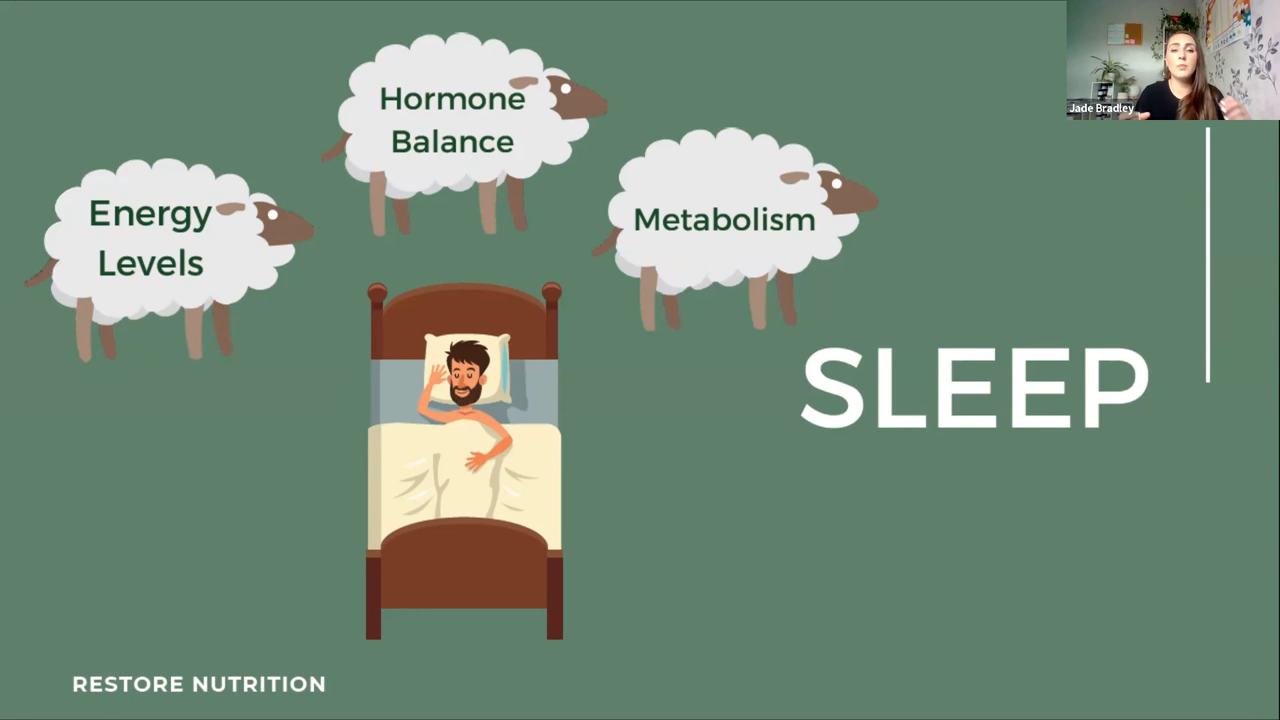 Hormone
Balance
Jade Bradley
Energy
Levels
Metabolism
SLEEP
RESTORE NUTRITION